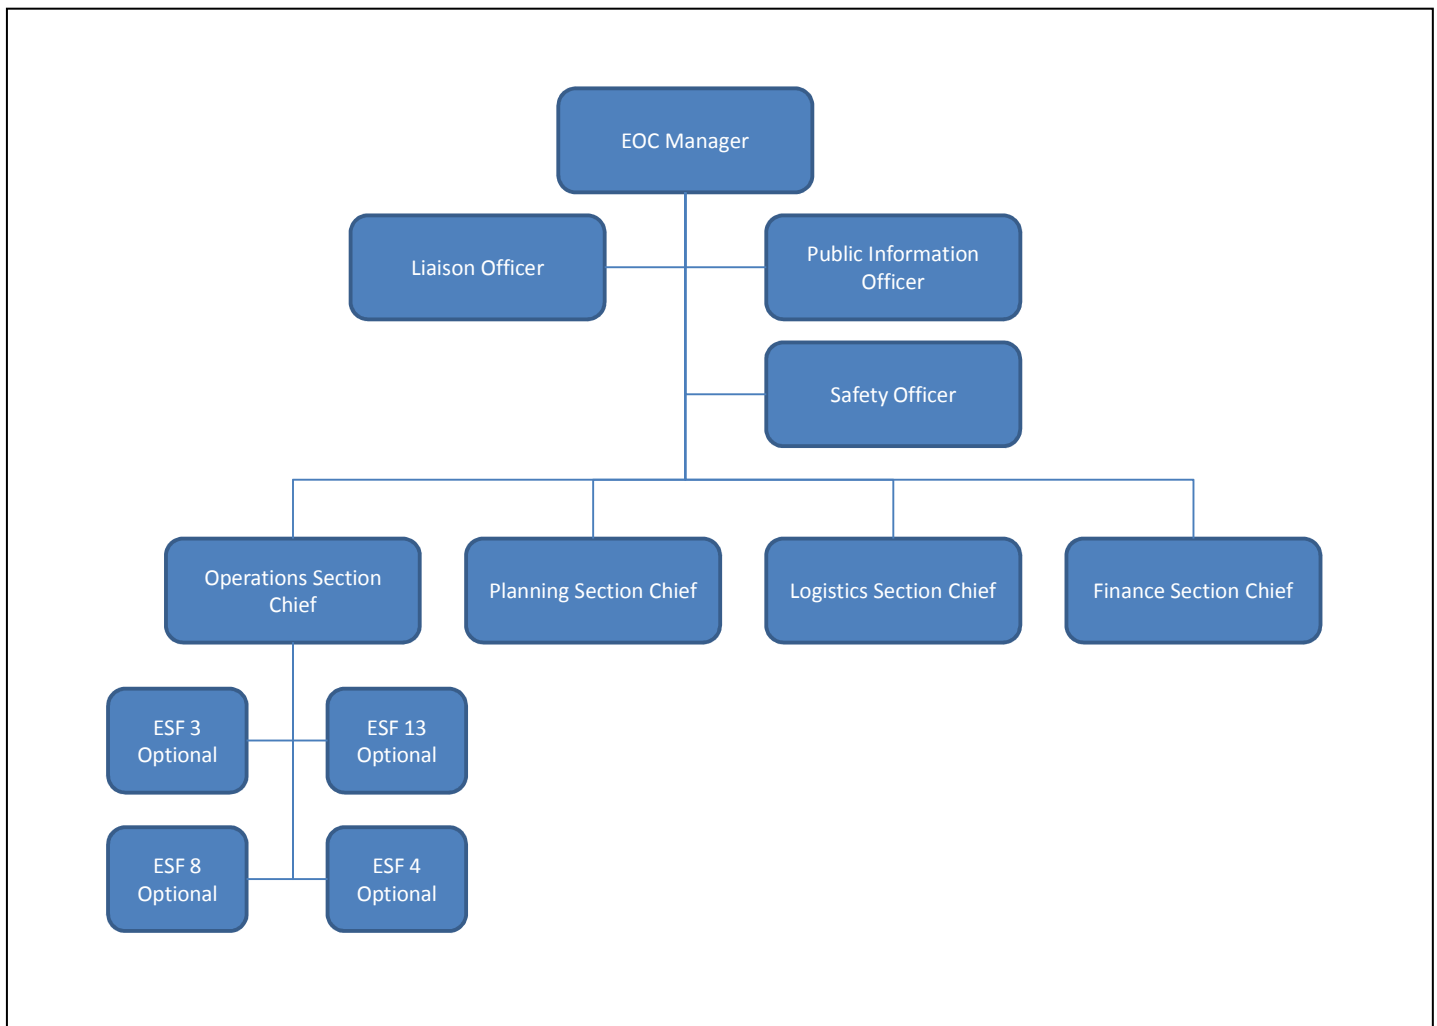 EOC Manager
Liaison Officer
Public Information
Officer
Safety Officer
Operations Section
Chief
Planning Section Chief
Logistics Section Chief
Finance Section Chief
ESF 3
Optional
ESF 13
Optional
ESF 8
Optional
ESF 4
Optional